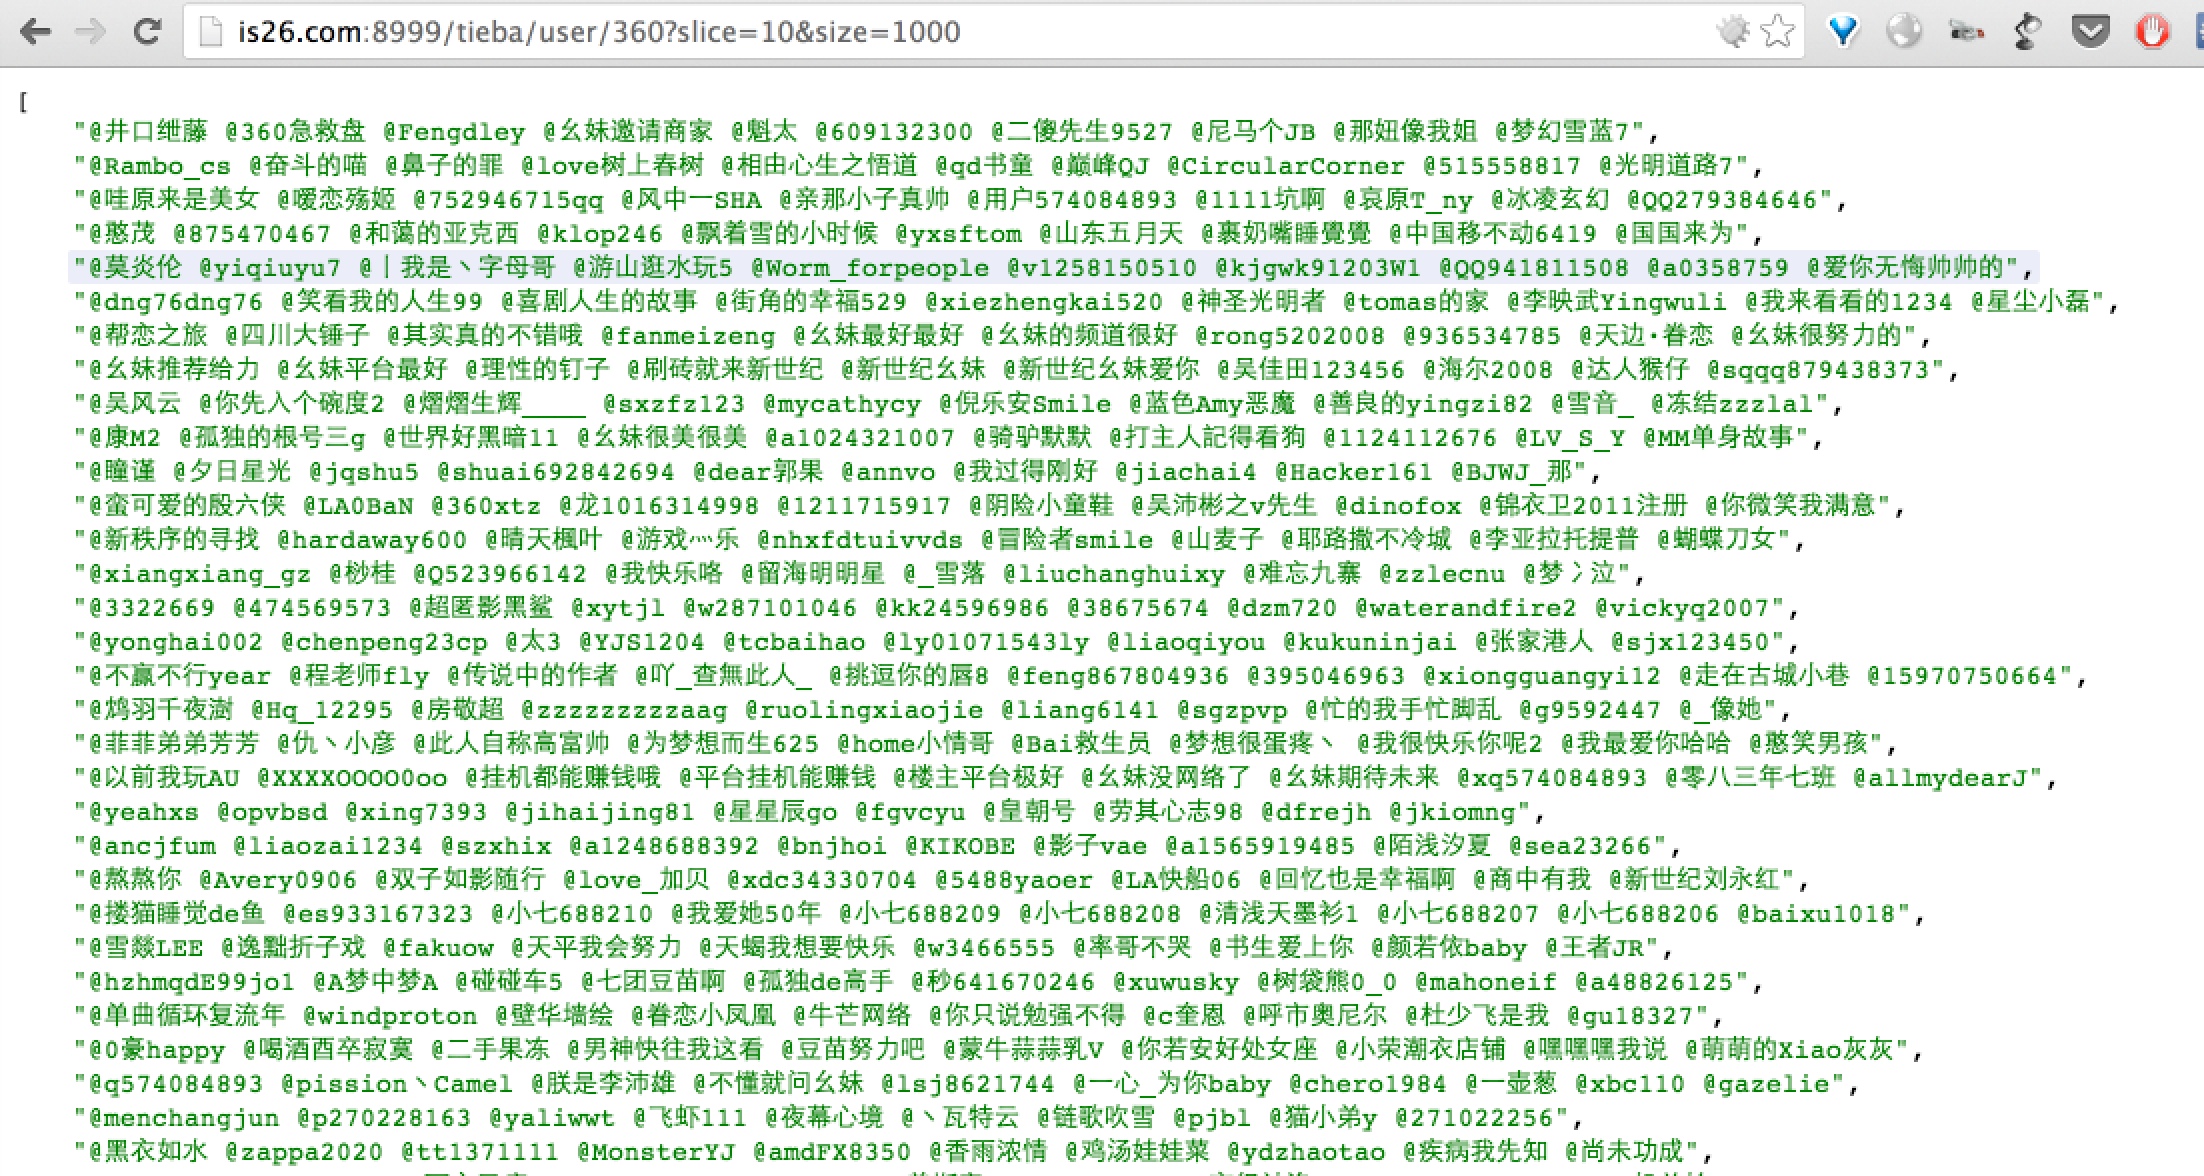 is26.com:8999/tieba/user/360?slice=10&size=1000
[
"@井口绁藤 @360急救盘 @Fengdley @幺妹邀请商家 @魁太 @609132300 @二傻先生9527 @尼马个JB @那妞像我姐 @梦幻雪蓝7",
"@Rambo_cs @奋斗的喵 @鼻子的罪 @love树上春树 @相由心生之悟道 @qd书童 @巅峰QJ @CircularCorner @515558817 @光明道路7",
"@哇原来是美女 @嗳恋殇姬 @752946715qq @风中一SHA @亲那小子真帅 @用户574084893 @1111坑啊 @哀原T_ny @冰凌玄幻 @QQ279384646",
"@憨茂 @875470467 @和蔼的亚克西 @klop246 @飘着雪的小时候 @yxsftom @山东五月天 @裹奶嘴睡覺覺 @中国移不动6419 @国国来为",
"@莫炎伦 @yiqiuyu7 @丨我是丶字母哥 @游山逛水玩5 @Worm_forpeople @v1258150510 @kjgwk91203W1 @QQ941811508 @a0358759 @爱你无悔帅帅的",
"@dng76dng76 @笑看我的人生99 @喜剧人生的故事 @街角的幸福529 @xiezhengkai520 @神圣光明者 @tomas的家 @李映武Yingwuli @我来看看的1234 @星尘小磊",
"@帮恋之旅 @四川大锤子 @其实真的不错哦 @fanmeizeng @幺妹最好最好 @幺妹的频道很好 @rong5202008 @936534785 @天边·眷恋 @幺妹很努力的",
"@幺妹推荐给力 @幺妹平台最好 @理性的钉子 @刷砖就来新世纪 @新世纪幺妹 @新世纪幺妹爱你 @吴佳田123456 @海尔2008 @达人猴仔 @sqqq879438373",
"@吴风云 @你先入个碗度2 @熠熠生辉____ @sxzfz123 @mycathycy @倪乐安Smile @蓝色Amy恶魔 @善良的yingzi82 @雪音_ @冻结zzzlal",
"@康M2 @孤独的根号三g @世界好黑暗11 @幺妹很美很美 @a1024321007 @骑驴默默 @打主人記得看狗 @1124112676 @LV_S_Y @MM单身故事",
"@瞳谨 @夕日星光 @jqshu5 @shuai692842694 @dear郭果 @annvo @我过得刚好 @jiachai4 @Hacker161 @BJWJ_那",
"@蛮可爱的殷六侠 @LA0BaN @360xtz @龙1016314998 @1211715917 @阴险小童鞋 @吴沛彬之v先生 @dinofox @锦衣卫2011注册 @你微笑我满意",
"@新秩序的寻找 @hardaway600 @晴天楓叶 @游戏灬乐 @nhxfdtuivvds @冒险者smile @山麦子 @耶路撒不冷城 @李亚拉托提普 @蝴蝶刀女",
"@xiangxiang_gz @桫桂 @Q523966142 @我快乐咯 @留海明明星 @_雪落 @liuchanghuixy @难忘九寨 @zzlecnu @梦冫泣",
"@3322669 @474569573 @超匿影黑鲨 @xytjl @w287101046 @kk24596986 @38675674 @dzm720 @waterandfire2 @vickyq2007",
"@yonghai002 @chenpeng23cp @太3 @YJS1204 @tcbaihao @ly01071543ly @liaoqiyou @kukuninjai @张家港人 @sjx123450",
"@不赢不行year @程老师fly @传说中的作者 @吖_查無此人_ @挑逗你的唇8 @feng867804936 @395046963 @xiongguangyi12 @走在古城小巷 @15970750664",
"@鸩羽千夜澍 @Hq_12295 @房敬超 @zzzzzzzzzaag @ruolingxiaojie @liang6141 @sgzpvp @忙的我手忙脚乱 @g9592447 @_像她",
"@菲菲弟弟芳芳 @仇丶小彦 @此人自称高富帅 @为梦想而生625 @home小情哥 @Bai救生员 @梦想很蛋疼丶 @我很快乐你呢2 @我最爱你哈哈 @憨笑男孩",
"@以前我玩AU @XXXXOOOO0oo @挂机都能赚钱哦 @平台挂机能赚钱 @楼主平台极好 @幺妹没网络了 @幺妹期待未来 @xq574084893 @零八三年七班 @allmydearJ",
"@yeahxs @opvbsd @xing7393 @jihaijing81 @星星辰go @fgvcyu @皇朝号 @劳其心志98 @dfrejh @jkiomng",
"@ancjfum @liaozai1234 @szxhix @a1248688392 @bnjhoi @KIKOBE @影子vae @a1565919485 @陌浅汐夏 @sea23266",
"@熬熬你 @Avery0906 @双子如影随行 @love_加贝 @xdc34330704 @5488yaoer @LA快船06 @回忆也是幸福啊 @商中有我 @新世纪刘永红",
"@搂猫睡觉de鱼 @es933167323 @小七688210 @我爱她50年 @小七688209 @小七688208 @清浅天墨衫1 @小七688207 @小七688206 @baixu1018",
"@雪燚LEE @逸黜折子戏 @fakuow @天平我会努力 @天蝎我想要快乐 @w3466555 @率哥不哭 @书生爱上你 @颜若依baby @王者JR",
"@hzhmqdE99jo1 @A梦中梦A @碰碰车5 @七团豆苗啊 @孤独de高手 @秒641670246 @xuwusky @树袋熊0_0 @mahoneif @a48826125",
"@单曲循环复流年 @windproton @壁华墙绘 @眷恋小凤凰 @牛芒网络 @你只说勉强不得 @c奎恩 @呼市奥尼尔 @杜少飞是我 @gu18327",
"@0豪happy @喝酒酉卒寂寞 @二手果冻 @男神快往我这看 @豆苗努力吧 @蒙牛蒜蒜乳V @你若安好处女座 @小荣潮衣店铺 @嘿嘿嘿我说 @萌萌的Xiao灰灰",
"@q574084893 @pission丶Camel @朕是李沛雄 @不懂就问幺妹 @lsj8621744 @一心_为你baby @chero1984 @一壶葱 @xbc110 @gazelie",
"@menchangjun @p270228163 @yaliwwt @飞虾111 @夜幕心境 @丶瓦特云 @链歌吹雪 @pjbl @猫小弟y @271022256",
"@黑衣如水 @zappa2020 @tt1371111 @MonsterYJ @amdFX8350 @香雨浓情 @鸡汤娃娃菜 @ydzhaotao @疾病我先知 @尚未功成",